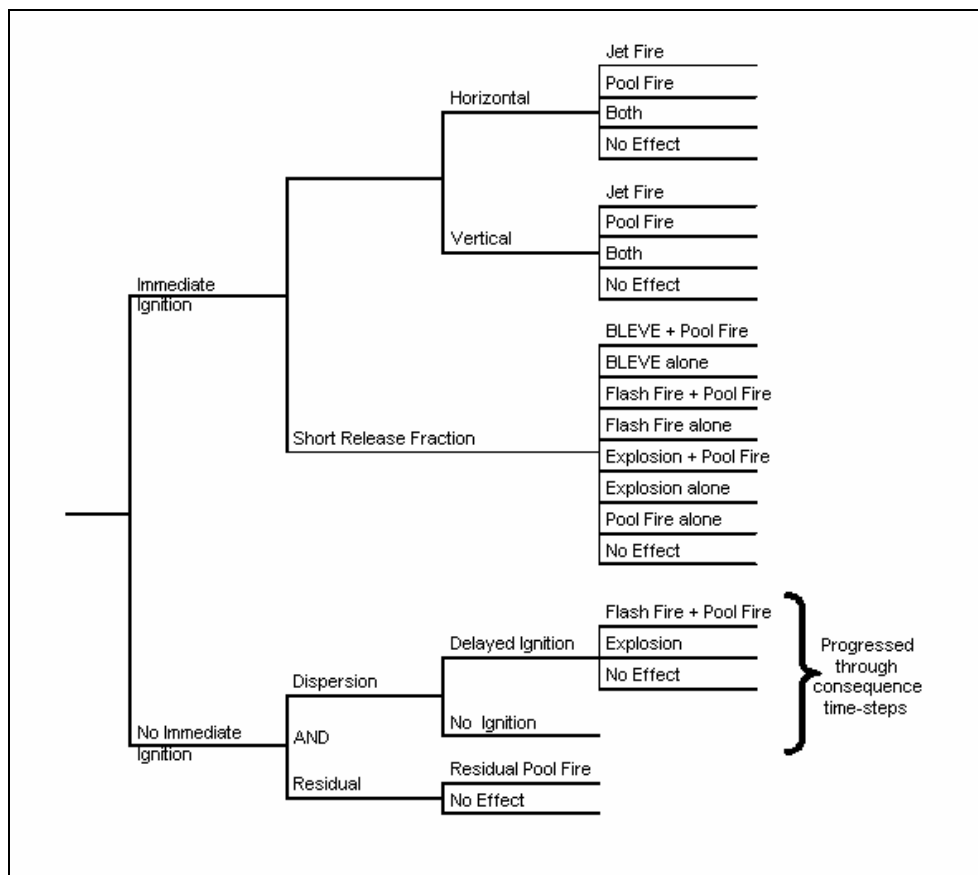 Jet Fire
Pool Fire
Horizontal
Both
No Effect
Jet Fire
Pool Fire
Vertical
Both
No Effect
Immediate
Ignition
BLEVE + Pool Fire
BLEVE alone
Flash Fire + Pool Fire
Flash Fire alone
Short Release Fraction
Explosion + Pool Fire
Explosion alone
Pool Fire alone
No Effect
Flash Fire + Pool Fire
Delayed Ignition
Explosion
No Effect
Progressed
through
consequence
time-steps
Dispersion
No Ignition
No Immediate
Ignition
AND
Residual
Residual Pool Fire
No Effect